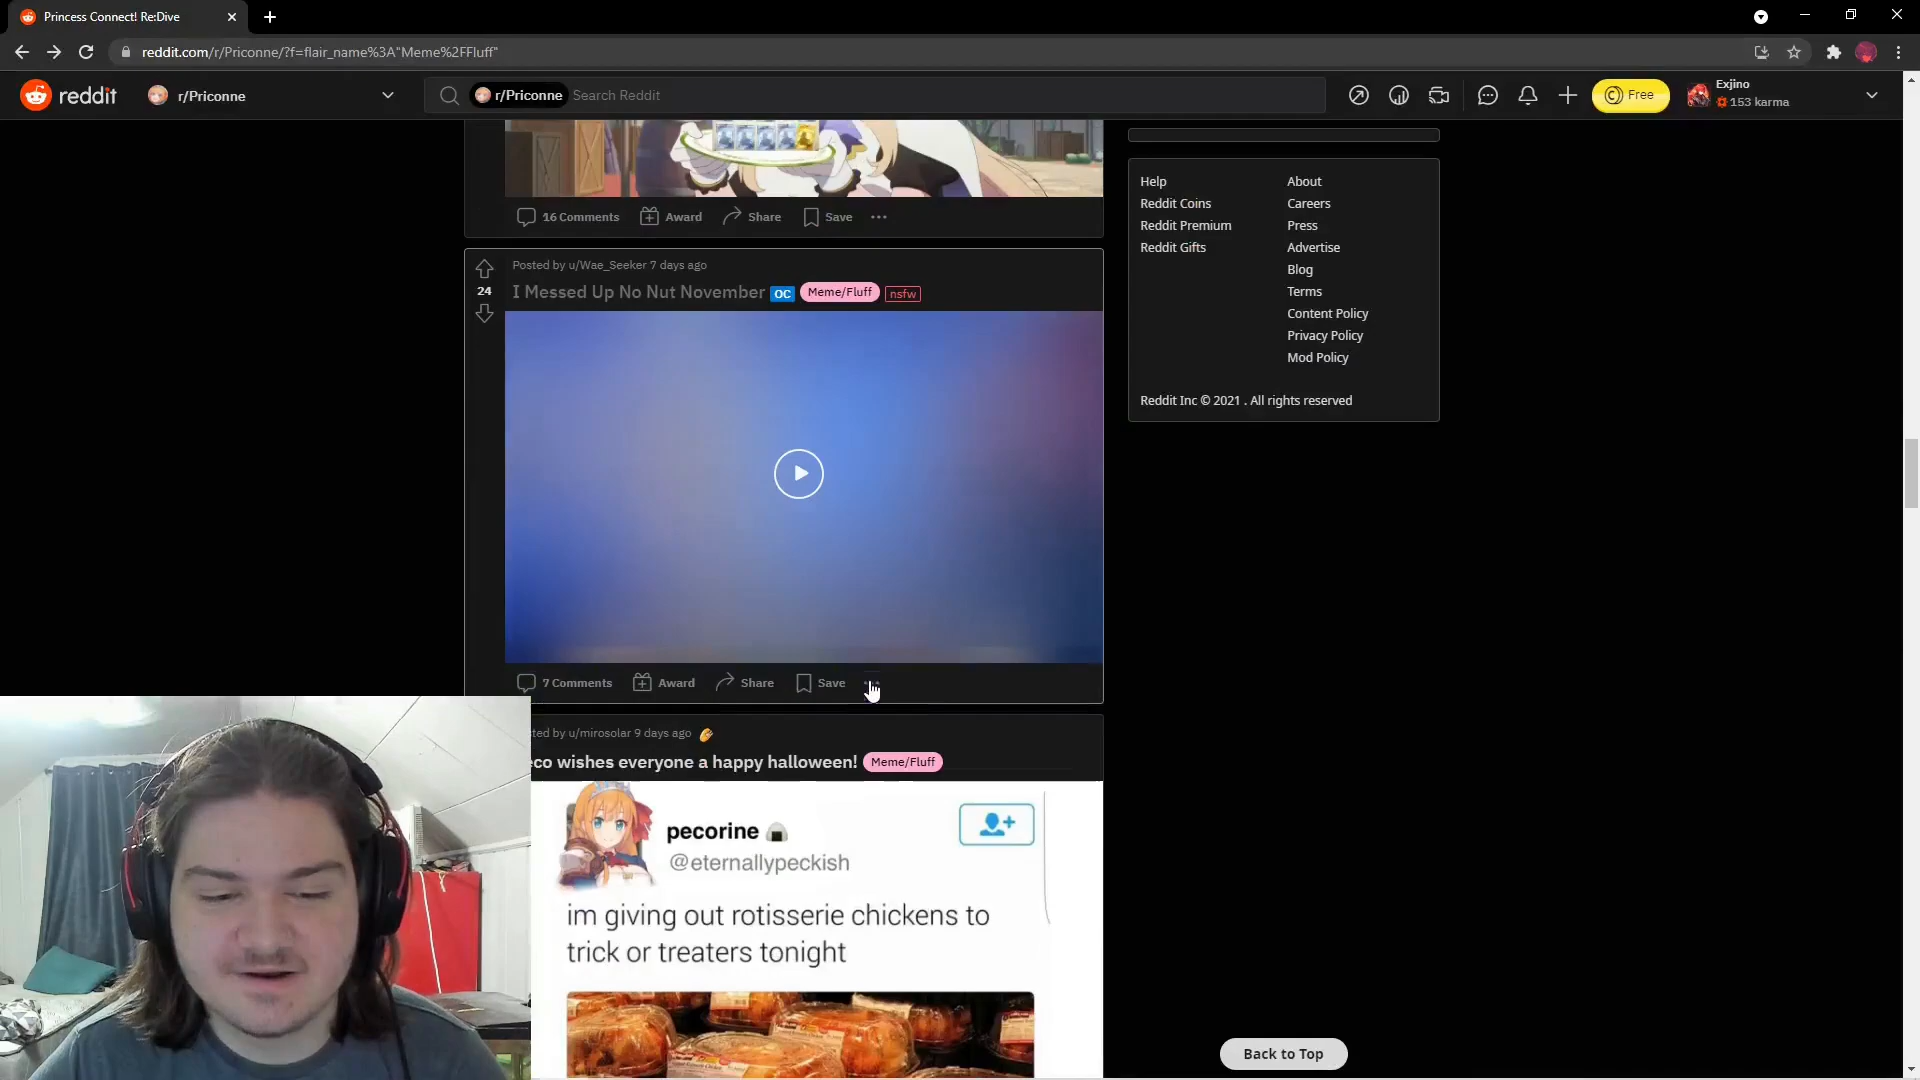 Princess Connect! Re:Dive
reddit.com/r/Priconne/?f=flair_name%3A"Meme%2FFluff"
reddit
r/Priconne
r/Priconne Search Reddit
Free
Exjino
153 karma
16 Comments Award Share Save
Help
Reddit Coins
Reddit Premium
Reddit Gifts
About
Careers
Press
Advertise
Blog
Terms
Content Policy
Privacy Policy
Mod Policy
Reddit Inc © 2021 . All rights reserved
Posted by u/Wae_Seeker 7 days ago
24
I Messed Up No Nut November OC Meme/Fluff nsfw
7 Comments Award Share Save
ted by u/mirosolar 9 days ago
eco wishes everyone a happy halloween! Meme/Fluff
pecorine
@eternallypeckish
im giving out rotisserie chickens to
trick or treaters tonight
Back to Top